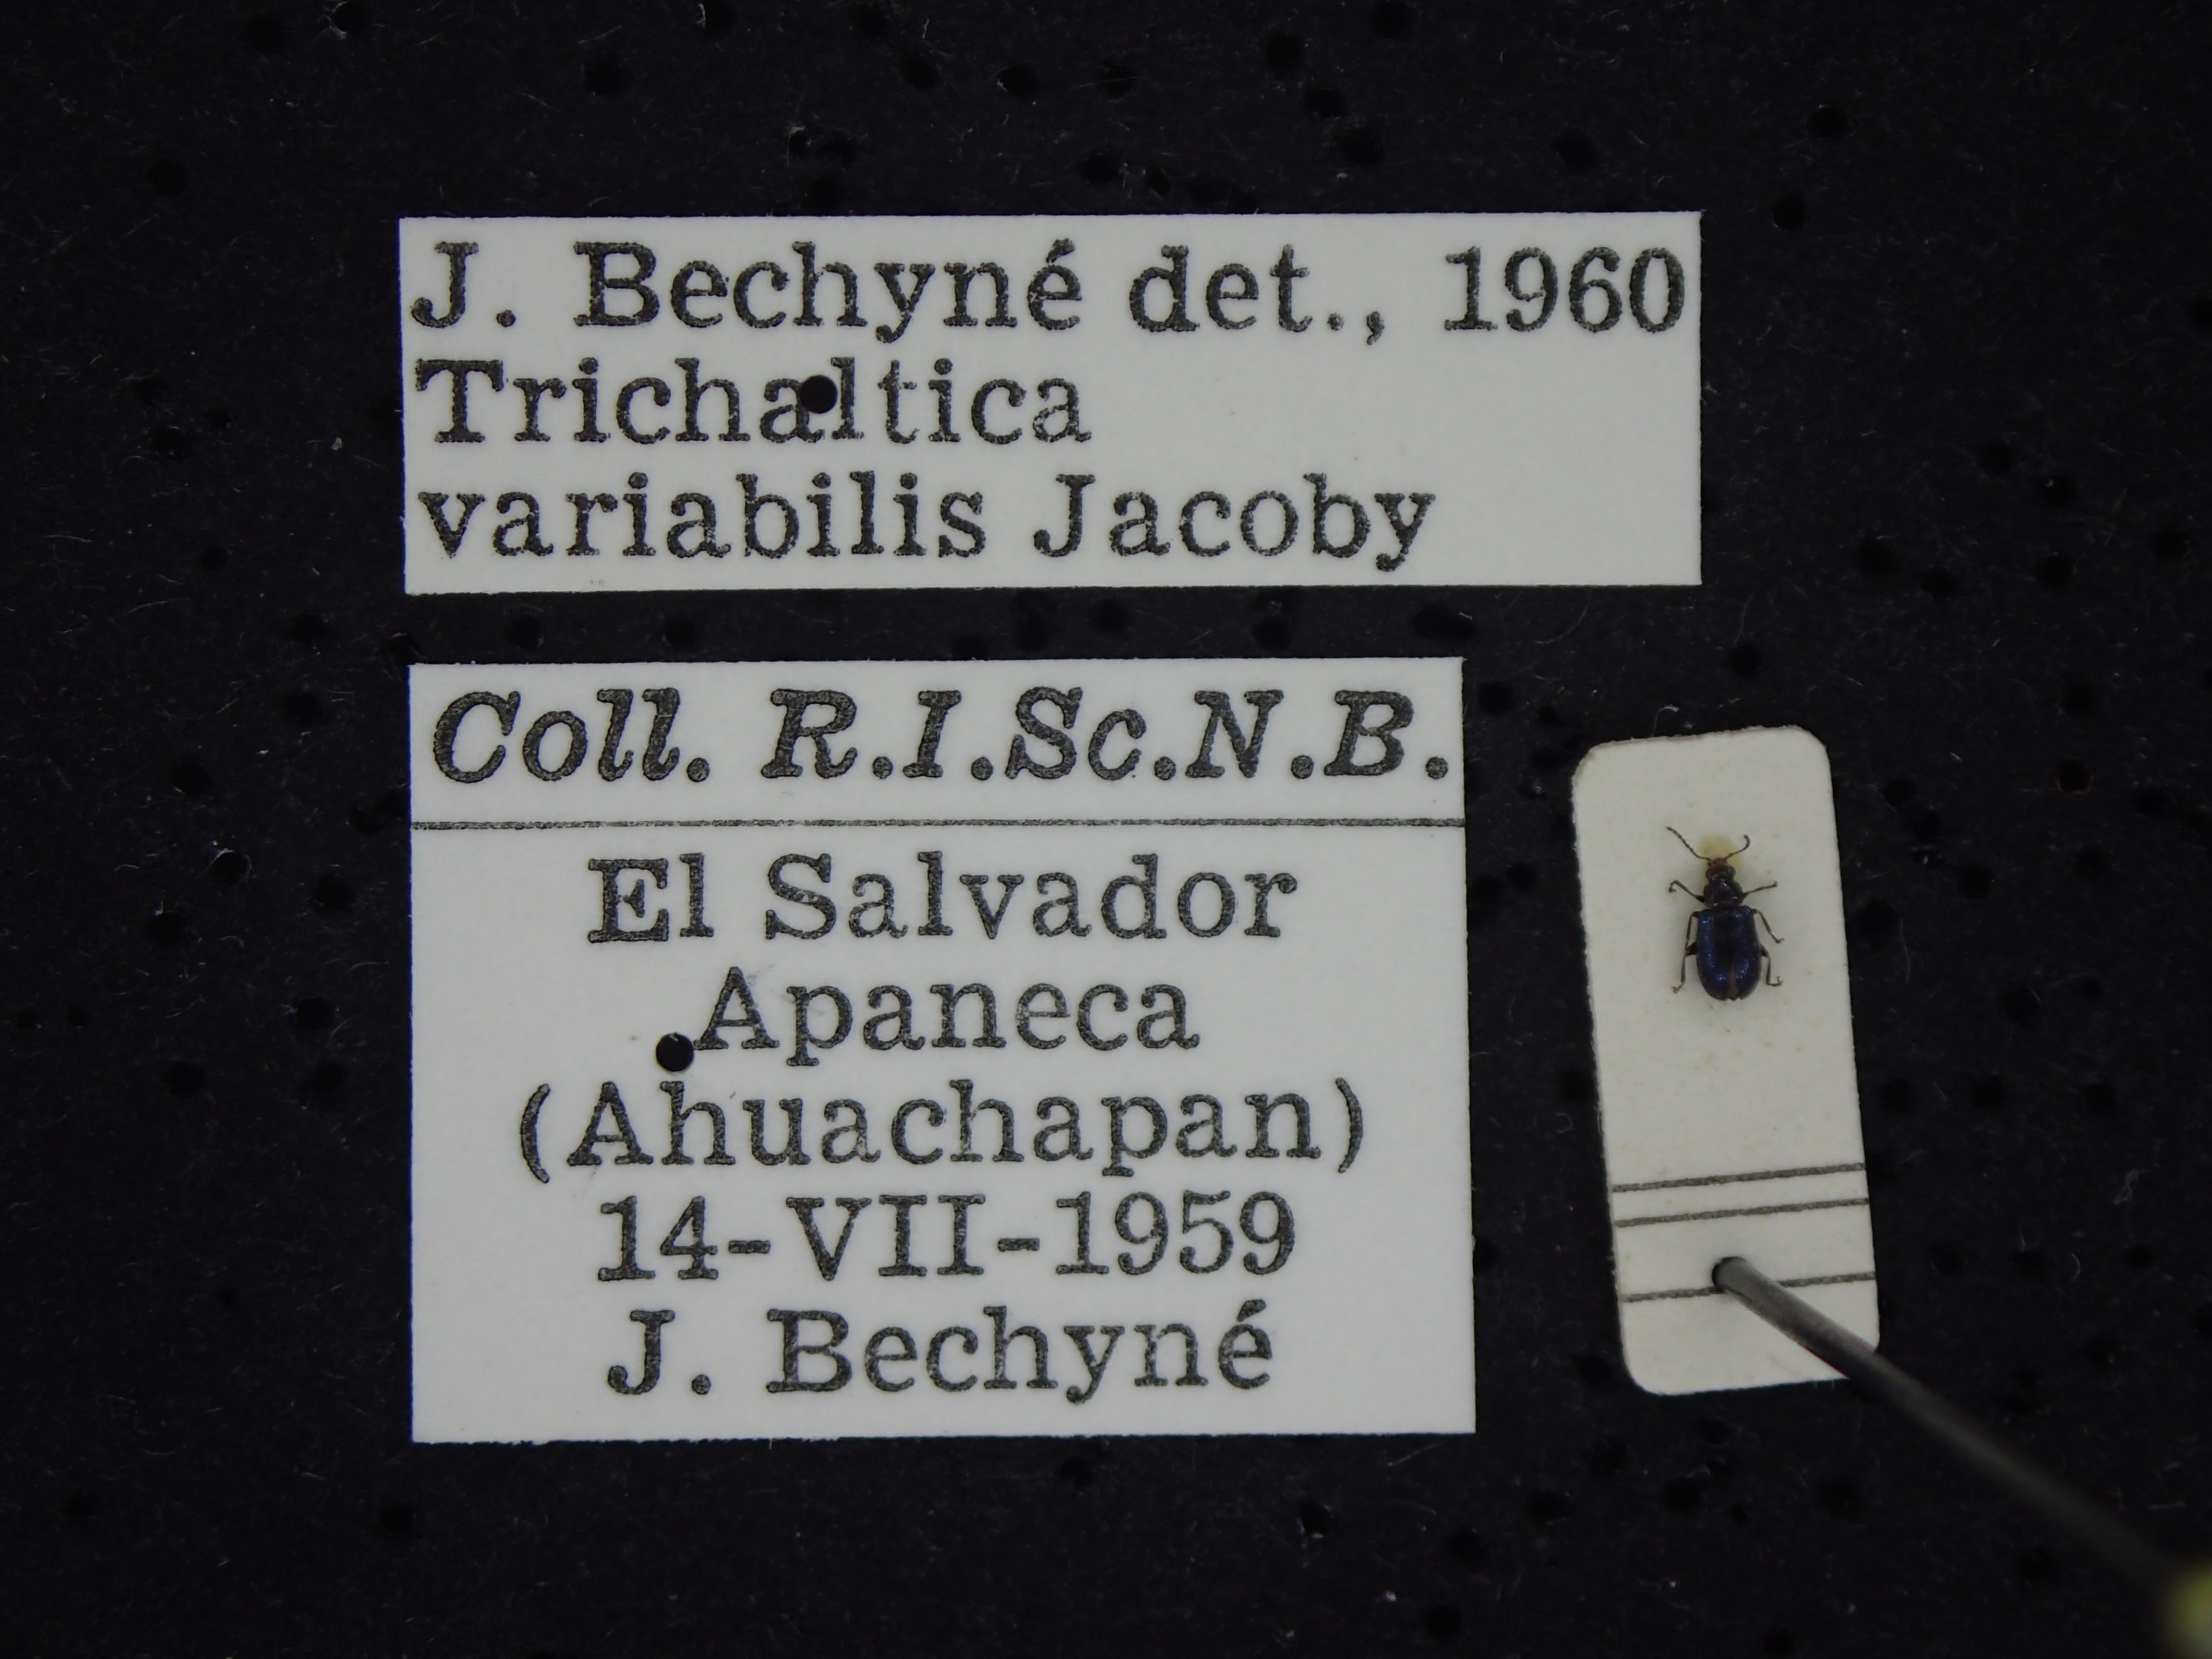 J. Bechyné det., 1960
Trichaltica
variabilis Jacoby
Coll. R.I.Sc.N.B.
El Salvador
Apaneca
(Ahuachapan)
14-VII-1959
J. Bechyné